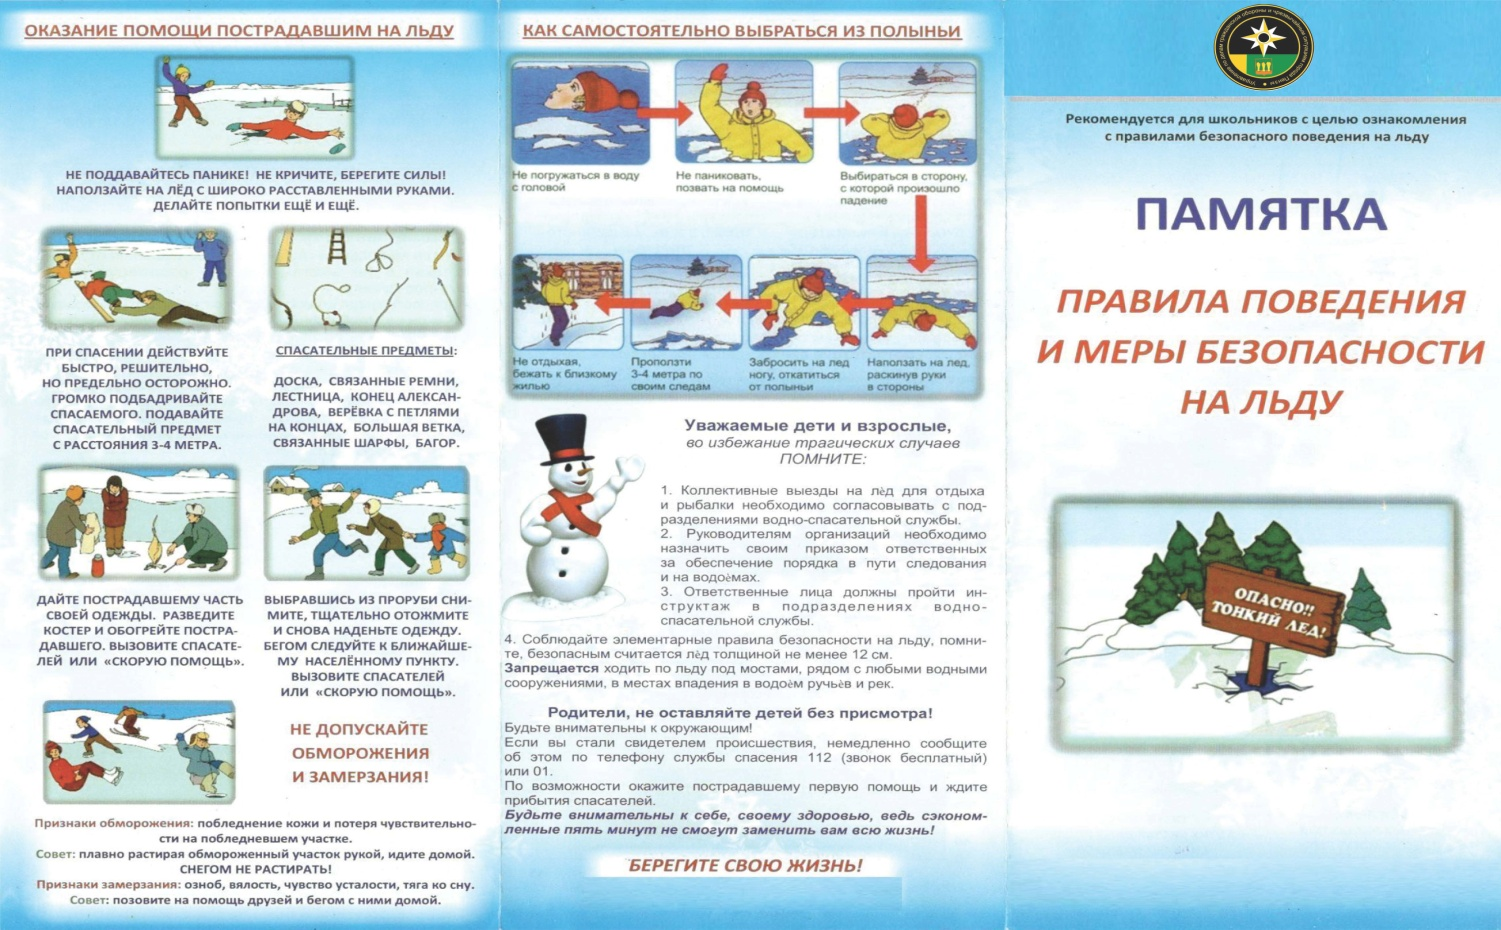 ОКАЗАНИЕ ПОМОЩИ ПОСТРАДАВШИМ НА ЛЬДУ
НЕ ПОДДАВАЙТЕСЬ ПАНИКЕ! НЕ КРИЧИТЕ, БЕРЕГИТЕ СИЛЫ!
НАПОЛЗАЙТЕ НА ЛЁД С ШИРОКО РАССТАВЛЕННЫМИ РУКАМИ.
ДЕЛАЙТЕ ПОПЫТКИ ЕЩЁ И ЕЩЁ.
ПРИ СПАСЕНИИ ДЕЙСТВУЙТЕ
БЫСТРО, РЕШИТЕЛЬНО,
НО ПРЕДЕЛЬНО ОСТОРОЖНО.
ГРОМКО ПОДБАДРИВАЙТЕ
СПАСАЕМОГО. ПОДАВАЙТЕ
СПАСАТЕЛЬНЫЙ ПРЕДМЕТ
С РАССТОЯНИЯ 3-4 МЕТРА.
СПАСАТЕЛЬНЫЕ ПРЕДМЕТЫ:
ДОСКА, СВЯЗАННЫЕ РЕМНИ,
ЛЕСТНИЦА, КОНЕЦ АЛЕКСАН-
ДРОВА, ВЕРЁВКА С ПЕТЛЯМИ
НА КОНЦАХ, БОЛЬШАЯ ВЕТКА,
СВЯЗАННЫЕ ШАРФЫ, БАГОР.
ДАЙТЕ ПОСТРАДАВШЕМУ ЧАСТЬ
СВОЕЙ ОДЕЖДЫ. РАЗВЕДИТЕ
КОСТЕР И ОБОГРЕЙТЕ ПОСТРА-
ДАВШЕГО. ВЫЗОВИТЕ СПАСАТЕ-
ЛЕЙ ИЛИ «СКОРУЮ ПОМОЩЬ».
ВЫБРАВШИСЬ ИЗ ПРОРУБИ СНИ-
МИТЕ, ТЩАТЕЛЬНО ОТОЖМИТЕ
И СНОВА НАДЕНЬТЕ ОДЕЖДУ.
БЕГОМ СЛЕДУЙТЕ К БЛИЖАЙШЕ-
МУ НАСЕЛЁННОМУ ПУНКТУ.
ВЫЗОВИТЕ СПАСАТЕЛЕЙ
ИЛИ «СКОРУЮ ПОМОЩЬ».
НЕ ДОПУСКАЙТЕ
ОБМОРОЖЕНИЯ
И ЗАМЕРЗАНИЯ!
Признаки обморожения: побледнение кожи и потеря чувствительно-
сти на побледневшем участке.
Совет: плавно растирая обмороженный участок рукой, идите домой.
СНЕГОМ НЕ РАСТИРАТЬ!
Признаки замерзания: озноб, вялость, чувство усталости, тяга ко сну.
Совет: позовите на помощь друзей и бегом с ними домой.
КАК САМОСТОЯТЕЛЬНО ВЫБРАТЬСЯ ИЗ ПОЛЫНЬИ
Не погружаться в воду
с головой
Не паниковать,
позвать на помощь
Выбираться в сторону,
с которой произошло
падение
Не отдыхая,
бежать к близкому
жилью
Проползти
3-4 метра по
своим следам
Забросить на лед
ногу, откатиться
от полыньи
Наползать на лед,
раскинув руки
в стороны
Уважаемые дети и взрослые,
во избежание трагических случаев
ПОМНИТЕ:
1. Коллективные выезды на лёд для отдыха
и рыбалки необходимо согласовывать с под-
разделениями водно-спасательной службы.
2. Руководителям организаций необходимо
назначить своим приказом ответственных
за обеспечение порядка в пути следования
и на водоёмах.
3. Ответственные лица должны пройти ин-
структаж в подразделениях водно-
спасательной службы.
4. Соблюдайте элементарные правила безопасности на льду, помни-
те, безопасным считается лёд толщиной не менее 12 см.
Запрещается ходить по льду под мостами, рядом с любыми водными
сооружениями, в местах впадения в водоём ручьёв и рек.
Родители, не оставляйте детей без присмотра!
Будьте внимательны к окружающим!
Если вы стали свидетелем происшествия, немедленно сообщите
об этом по телефону службы спасения 112 (звонок бесплатный)
или 01.
По возможности окажите пострадавшему первую помощь и ждите
прибытия спасателей.
Будьте внимательны к себе, своему здоровью, ведь сэконом-
ленные пять минут не смогут заменить вам всю жизнь!
БЕРЕГИТЕ СВОЮ ЖИЗНЬ!
Рекомендуется для школьников с целью ознакомления
с правилами безопасного поведения на льду
ПАМЯТКА
ПРАВИЛА ПОВЕДЕНИЯ
И МЕРЫ БЕЗОПАСНОСТИ
НА ЛЬДУ
ОПАСНО!!
ТОНКИЙ ЛЕД!